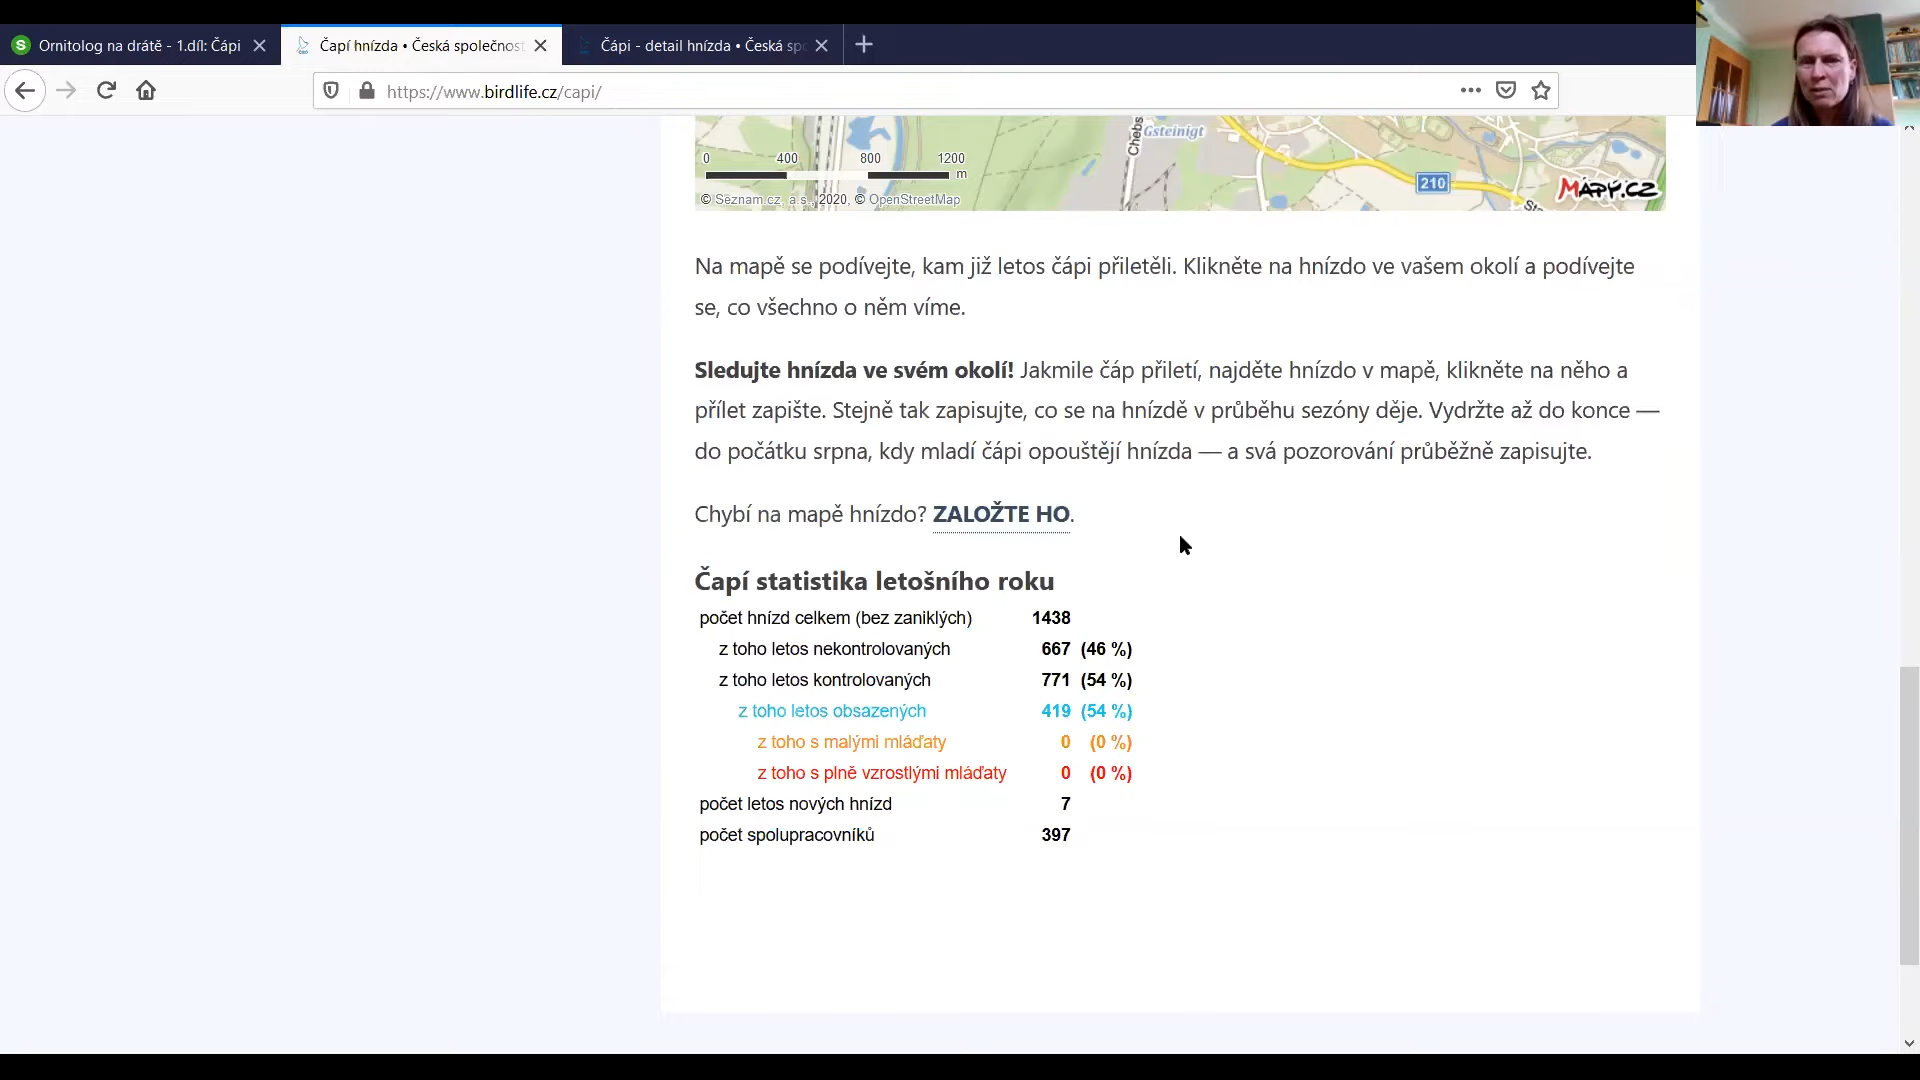 Ornitolog na drátě - 1.díl: Čápi
Čapí hnízda • Česká společnost
Čápi - detail hnízda • Česká spo
https://www.birdlife.cz/capi/
Chebs
Gsteinigt
0 400 800 1200
m
210
© Seznam.cz, a.s., 2020, © OpenStreetMap
MAPY.CZ
Na mapě se podívejte, kam již letos čápi přiletěli. Klikněte na hnízdo ve vašem okolí a podívejte
se, co všechno o něm víme.
Sledujte hnízda ve svém okolí! Jakmile čáp přiletí, najděte hnízdo v mapě, klikněte na něho a
přílet zapište. Stejně tak zapisujte, co se na hnízdě v průběhu sezóny děje. Vydržte až do konce —
do počátku srpna, kdy mladí čápi opouštějí hnízda — a svá pozorování průběžně zapisujte.
Chybí na mapě hnízdo? ZALOŽTE HO.
Čapí statistika letošního roku
počet hnízd celkem (bez zaniklých) 1438
z toho letos nekontrolovaných 667 (46 %)
z toho letos kontrolovaných 771 (54 %)
z toho letos obsazených 419 (54 %)
z toho s malými mláďaty 0 (0 %)
z toho s plně vzrostlými mláďaty 0 (0 %)
počet letos nových hnízd 7
počet spolupracovníků 397